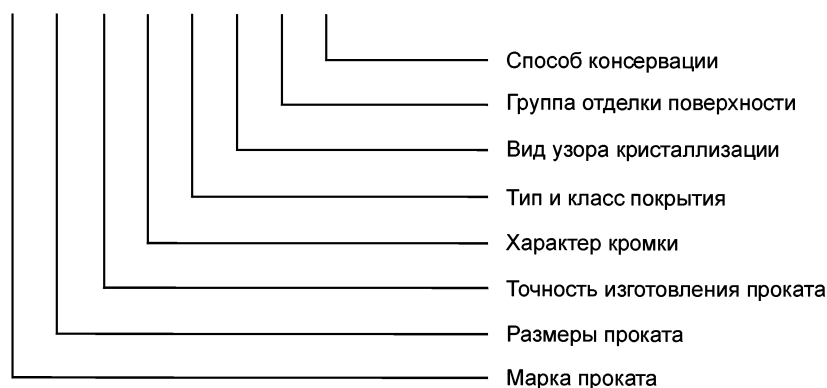 Способ консервации
Группа отделки поверхности
Вид узора кристаллизации
Тип и класс покрытия
Характер кромки
Точность изготовления проката
Размеры проката
Марка проката